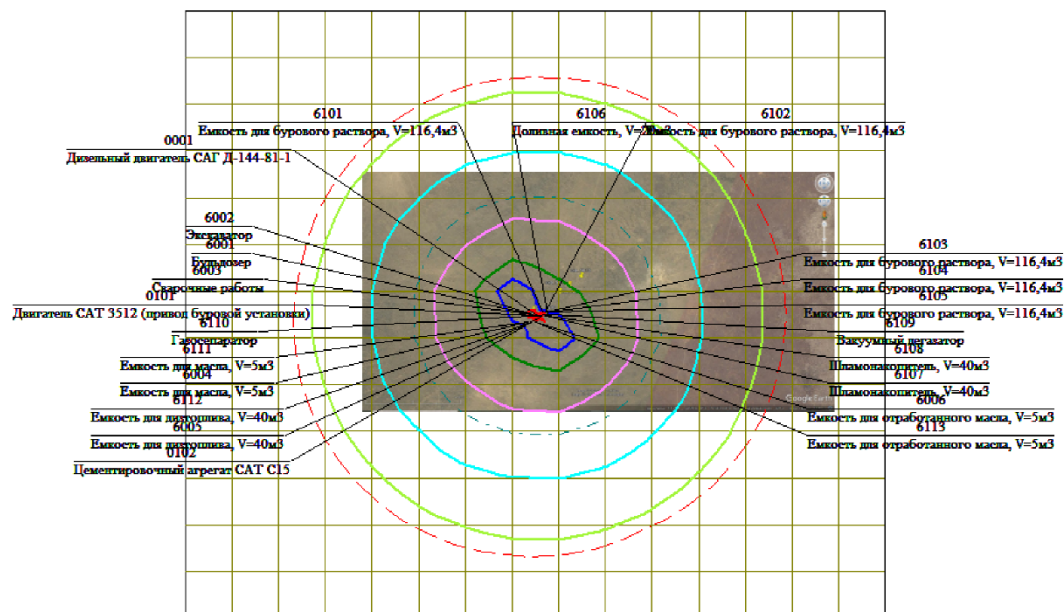 6101
Емкость для бурового раствора, V=116,4м3
6106
Доливная емкость,
6102
Емкость для бурового раствора, V=116,4м3
0001
Дизельный двигатель САГ Д-144-81-1
6002
Экскаватор
6001
Бульдозер
6003
Сварочные работы
0101
Двигатель САТ 3512 (привод буровой установки)
6110
Газосепаратор
6111
Емкость для масла, V=5м3
6004
Емкость для масла, V=5м3
6112
Емкость для дизтоплива, V=40м3
6005
Емкость для дизтоплива, V=40м3
0102
Цементировочный агрегат САТ С15
6103
Емкость для бурового раствора, V=116,4м3
6104
Емкость для бурового раствора, V=116,4м3
6105
Емкость для бурового раствора, V=116,4м3
6109
Вакуумный дегазатор
6108
Шламонакопитель, V=40м3
6107
Шламонакопитель, V=40м3
6006
Емкость для отработанного масла, V=5м3
6113
Емкость для отработанного масла, V=5м3
Google Earth